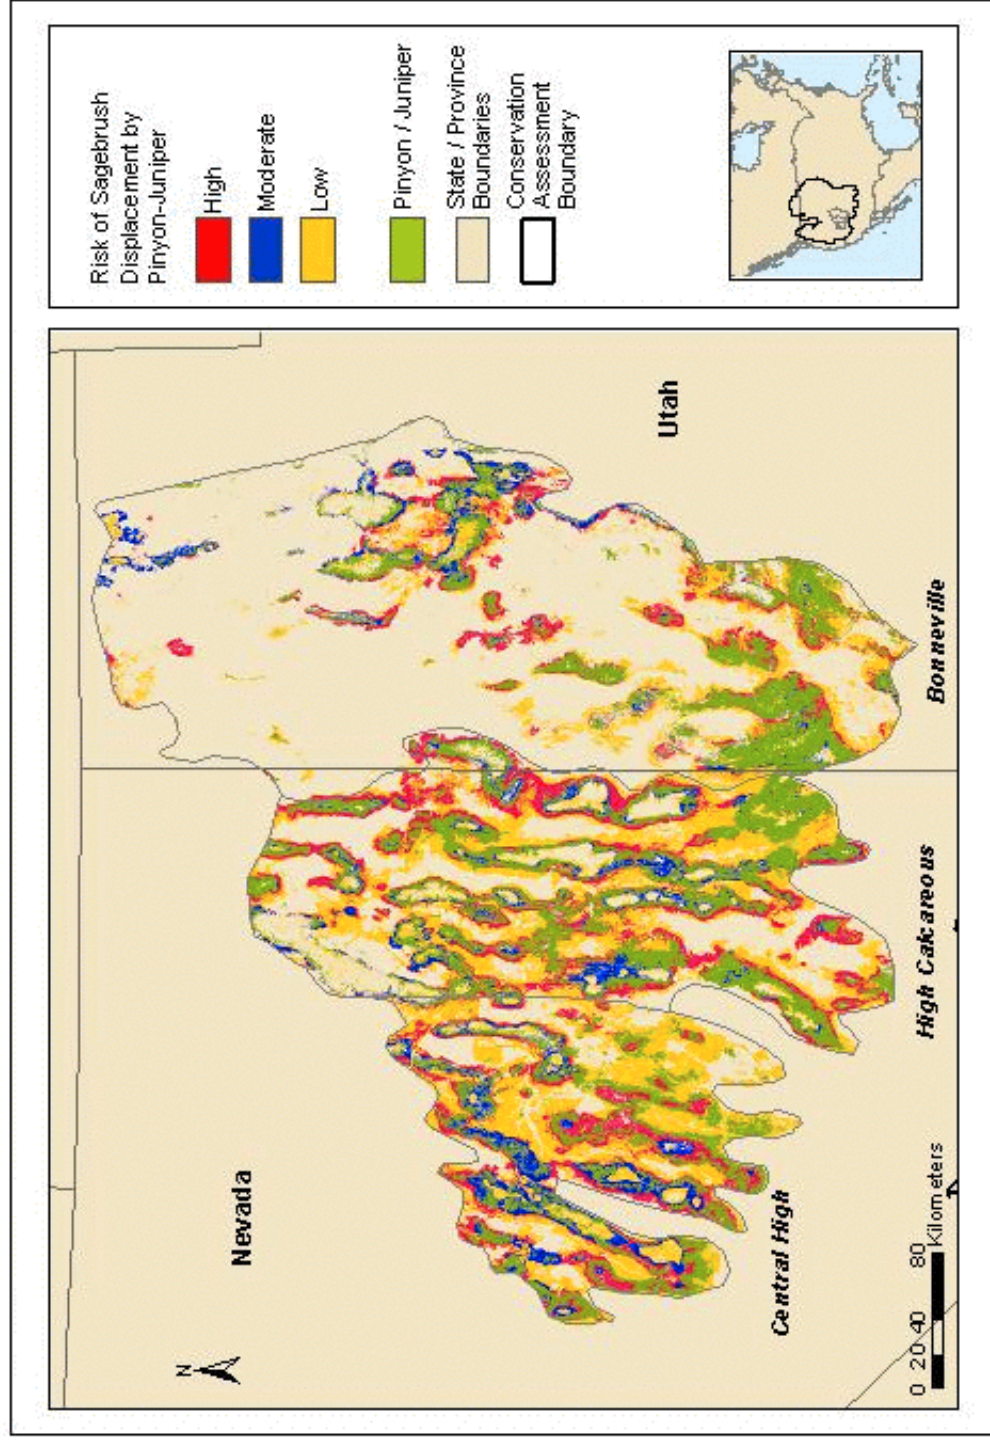 Risk of Sagebrush
Displacement by
Pinyon-Juniper
High
Moderate
Low
Pinyon / Juniper
State / Province
Boundaries
Conservation
Assessment
Boundary
Nevada
Utah
Central High
High Calcareous
Bonneville
N
0 20 40 80
Kilometers